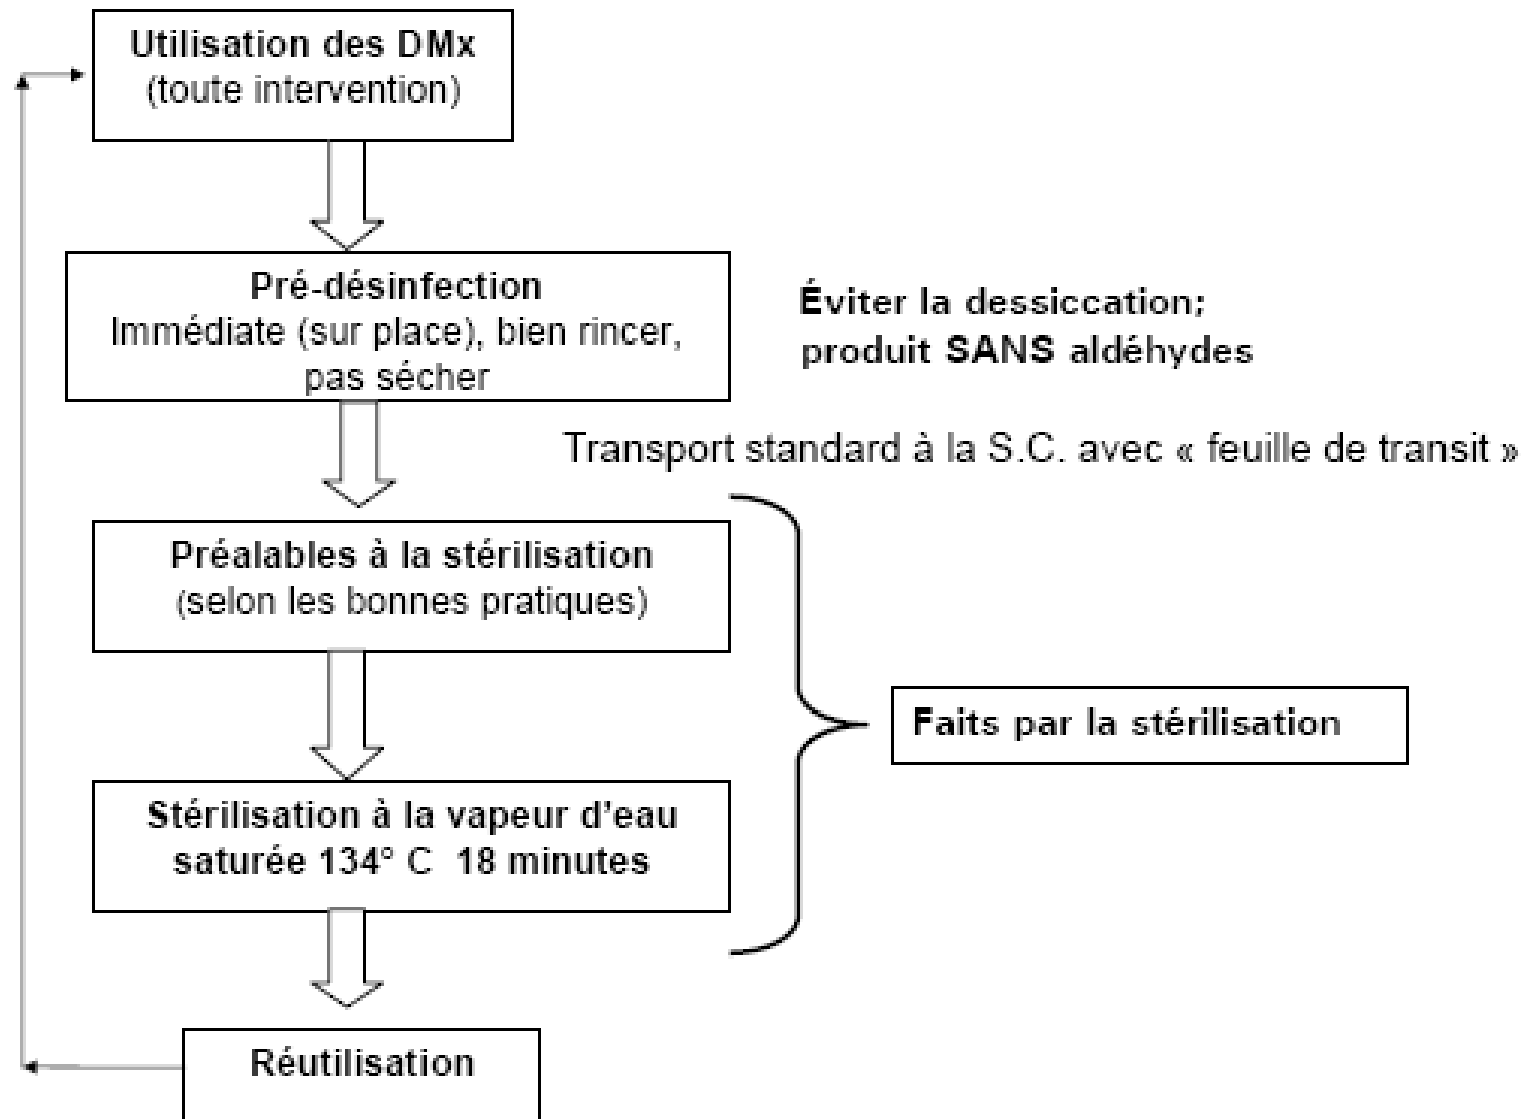 Utilisation des DMx
(toute intervention)
Pré-désinfection
Immédiate (sur place), bien rincer,
pas sécher
Éviter la dessiccation;
produit SANS aldéhydes
Transport standard à la S.C. avec « feuille de transit »
Préalables à la stérilisation
(selon les bonnes pratiques)
Faits par la stérilisation
Stérilisation à la vapeur d'eau
saturée 134° C 18 minutes
Réutilisation